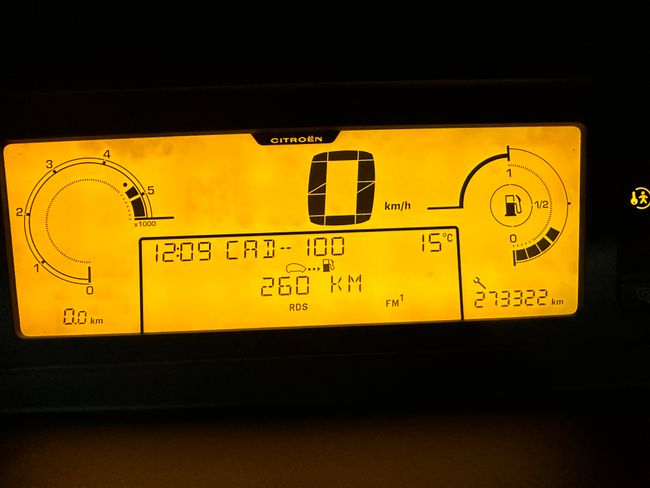 CITROËN
3
4
2
5
x1000
1
0
0 km/h
1
1/2
0
12:09 CAD-- 100 15°C
260 KM
RDS FM1
0.0 km
273322 km